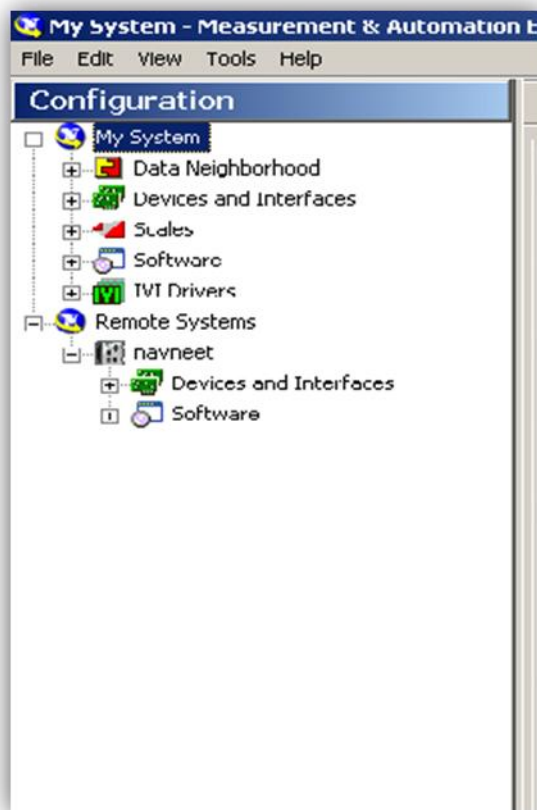 My System - Measurement & Automation E
File Edit View Tools Help
Configuration
My System
Data Neighborhood
Devices and Interfaces
Scales
Software
IVI Drivers
Remote Systems
navneet
Devices and Interfaces
Software